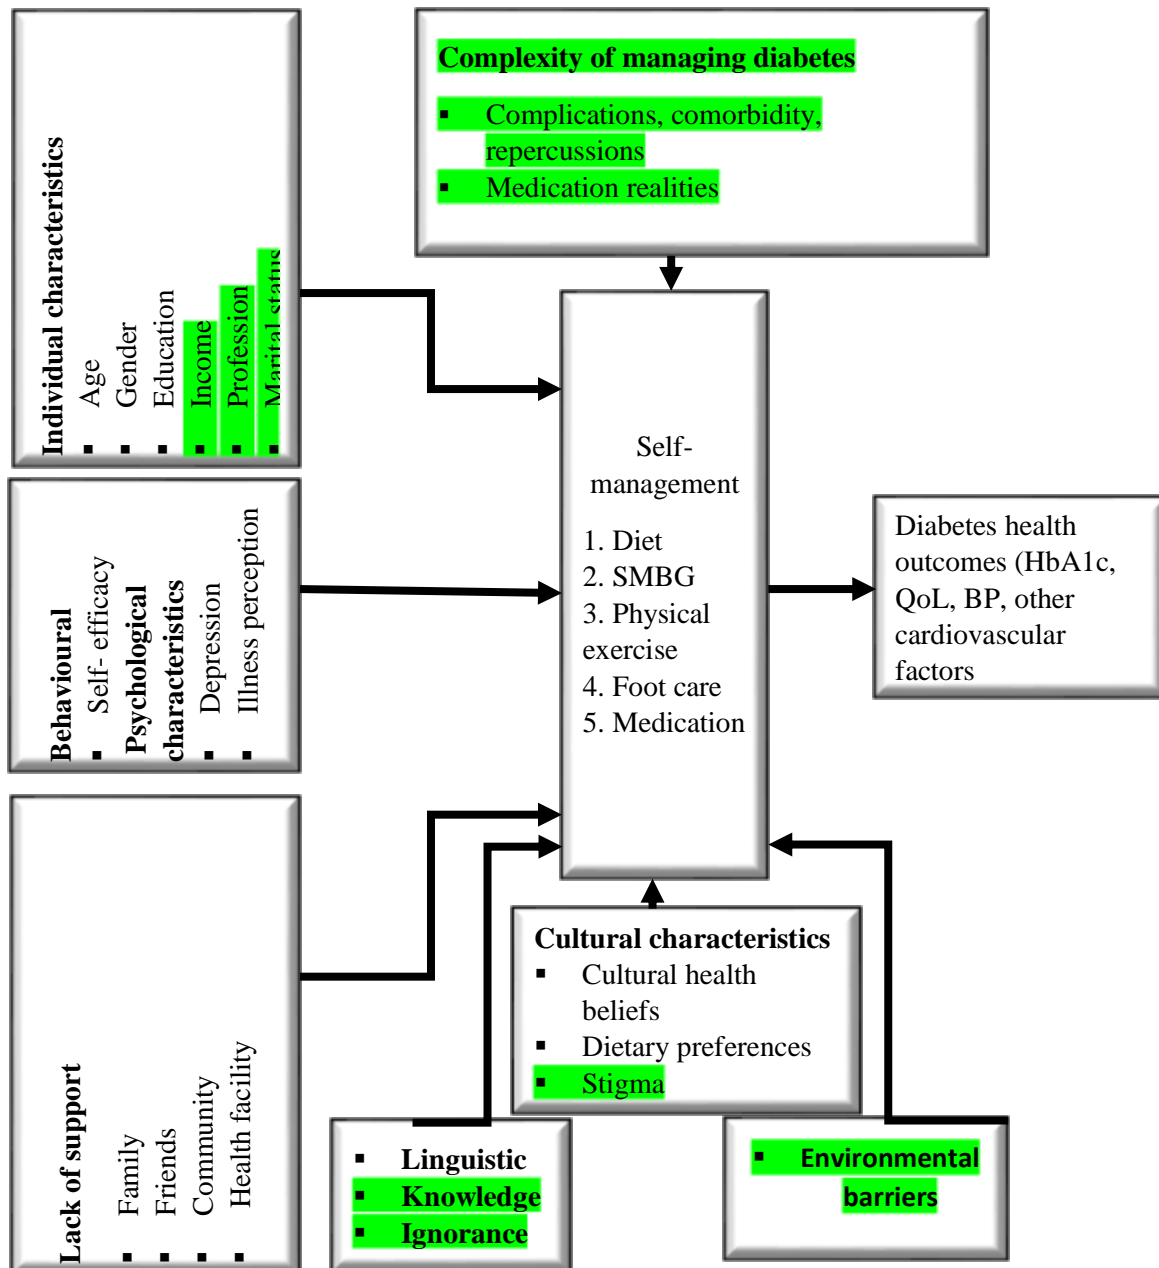 Complexity of managing diabetes
▪ Complications, comorbidity,
repercussions
▪ Medication realities
Individual characteristics
▪ Age
▪ Gender
▪ Education
▪ Income
▪ Profession
▪ Marital status
Behavioural
▪ Self- efficacy
Psychological
characteristics
▪ Depression
▪ Illness perception
Lack of support
▪ Family
▪ Friends
▪ Community
▪ Health facility
Self-
management
1. Diet
2. SMBG
3. Physical
exercise
4. Foot care
5. Medication
Diabetes health
outcomes (HbA1c,
QoL, BP, other
cardiovascular
factors
Cultural characteristics
▪ Cultural health
beliefs
▪ Dietary preferences
▪ Stigma
▪ Linguistic
▪ Knowledge
▪ Ignorance
▪ Environmental
barriers